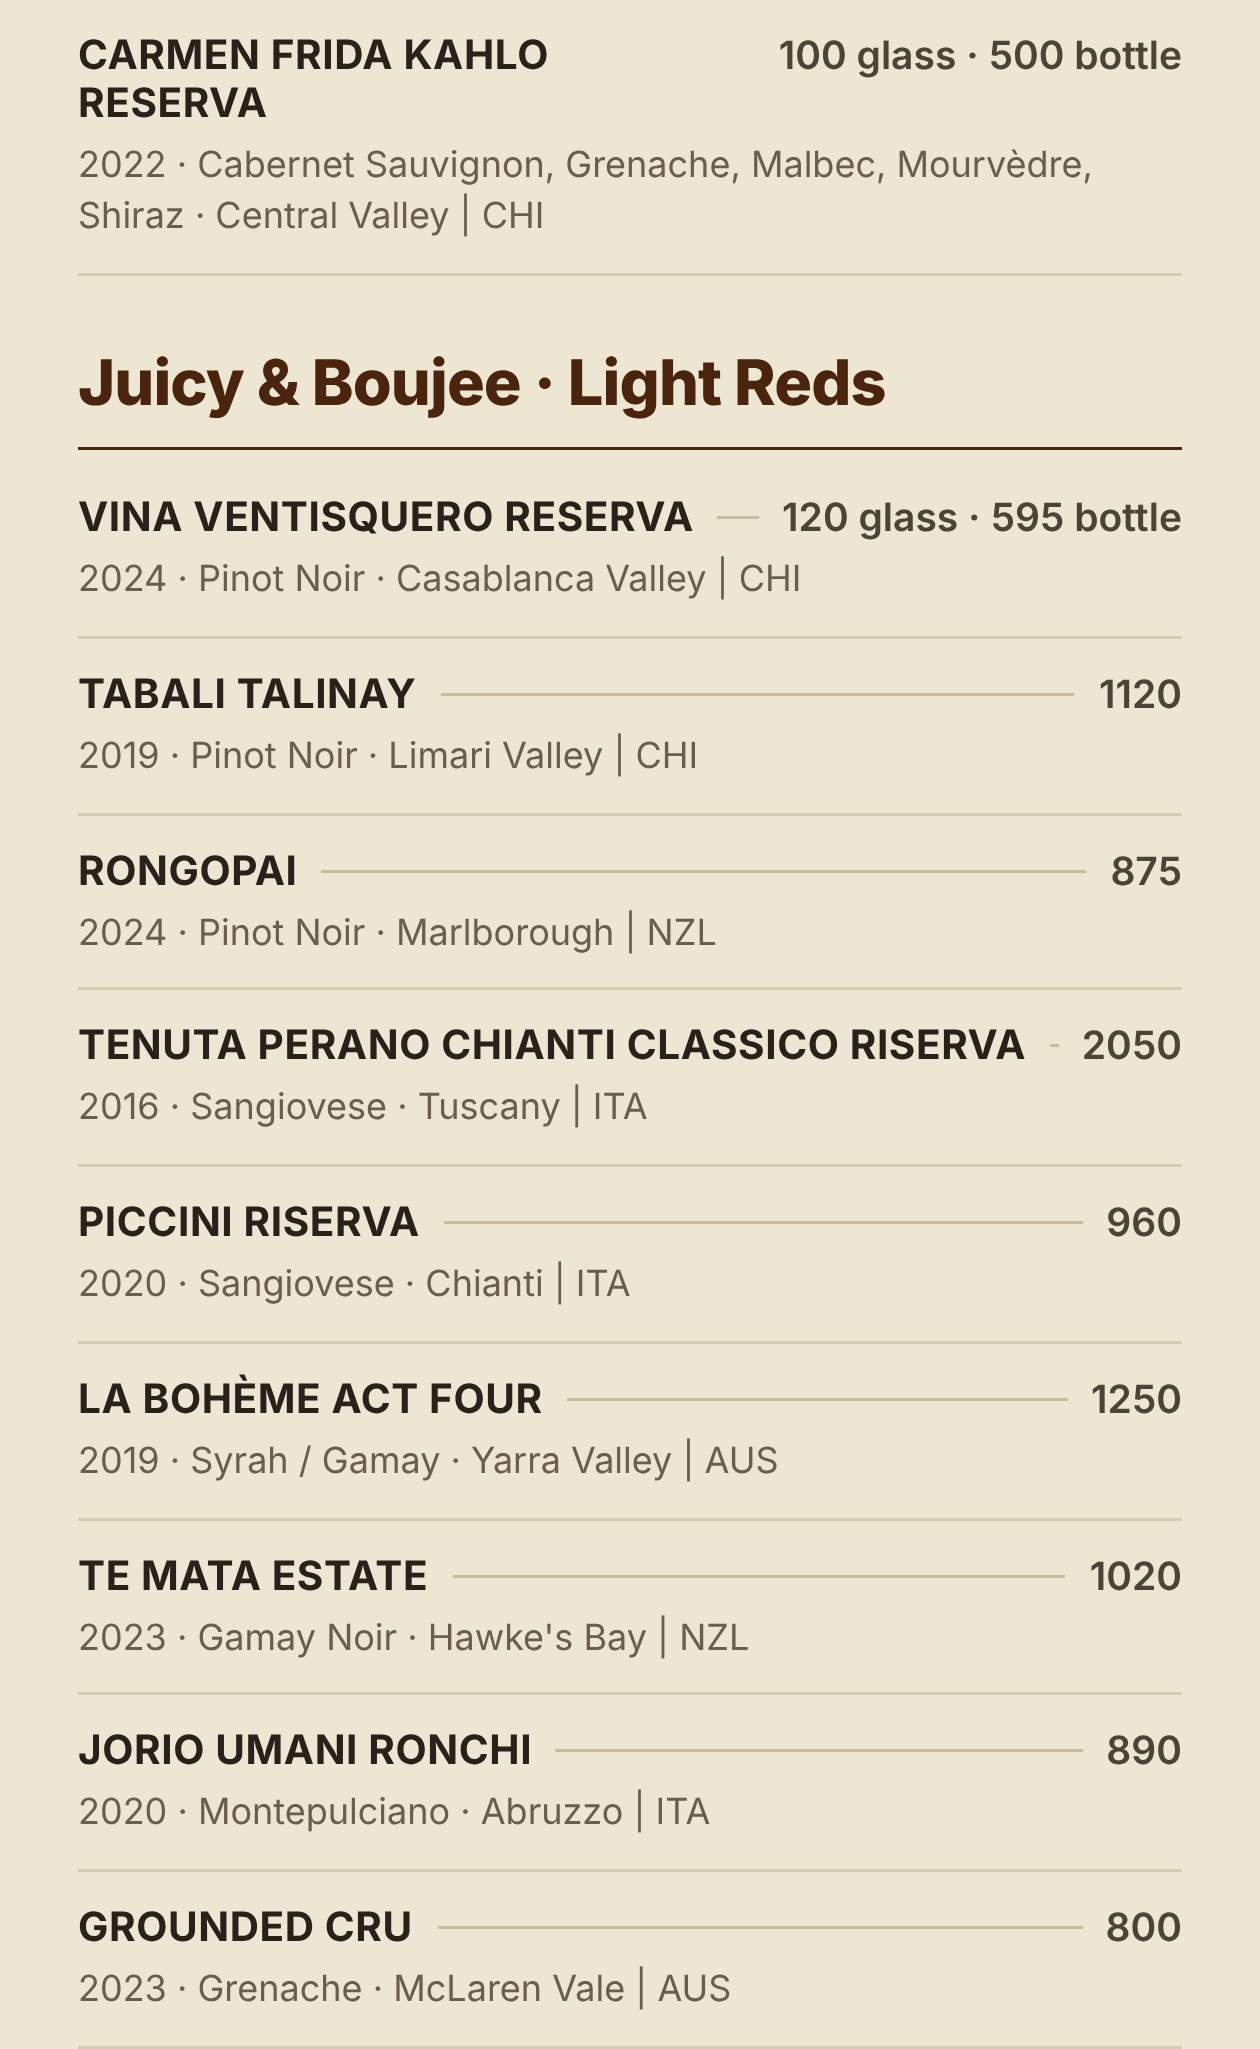 CARMEN FRIDA KAHLO RESERVA 100 glass · 500 bottle
2022 · Cabernet Sauvignon, Grenache, Malbec, Mourvèdre,
Shiraz · Central Valley | CHI
Juicy & Boujee · Light Reds
VINA VENTISQUERO RESERVA 120 glass · 595 bottle
2024 · Pinot Noir · Casablanca Valley | CHI
TABALI TALINAY 1120
2019 · Pinot Noir · Limari Valley | CHI
RONGOPAI 875
2024 · Pinot Noir · Marlborough | NZL
TENUTA PERANO CHIANTI CLASSICO RISERVA 2050
2016 · Sangiovese · Tuscany | ITA
PICCINI RISERVA 960
2020 · Sangiovese · Chianti | ITA
LA BOHÈME ACT FOUR 1250
2019 · Syrah / Gamay · Yarra Valley | AUS
TE MATA ESTATE 1020
2023 · Gamay Noir · Hawke's Bay | NZL
JORIO UMANI RONCHI 890
2020 · Montepulciano · Abruzzo | ITA
GROUNDED CRU 800
2023 · Grenache · McLaren Vale | AUS